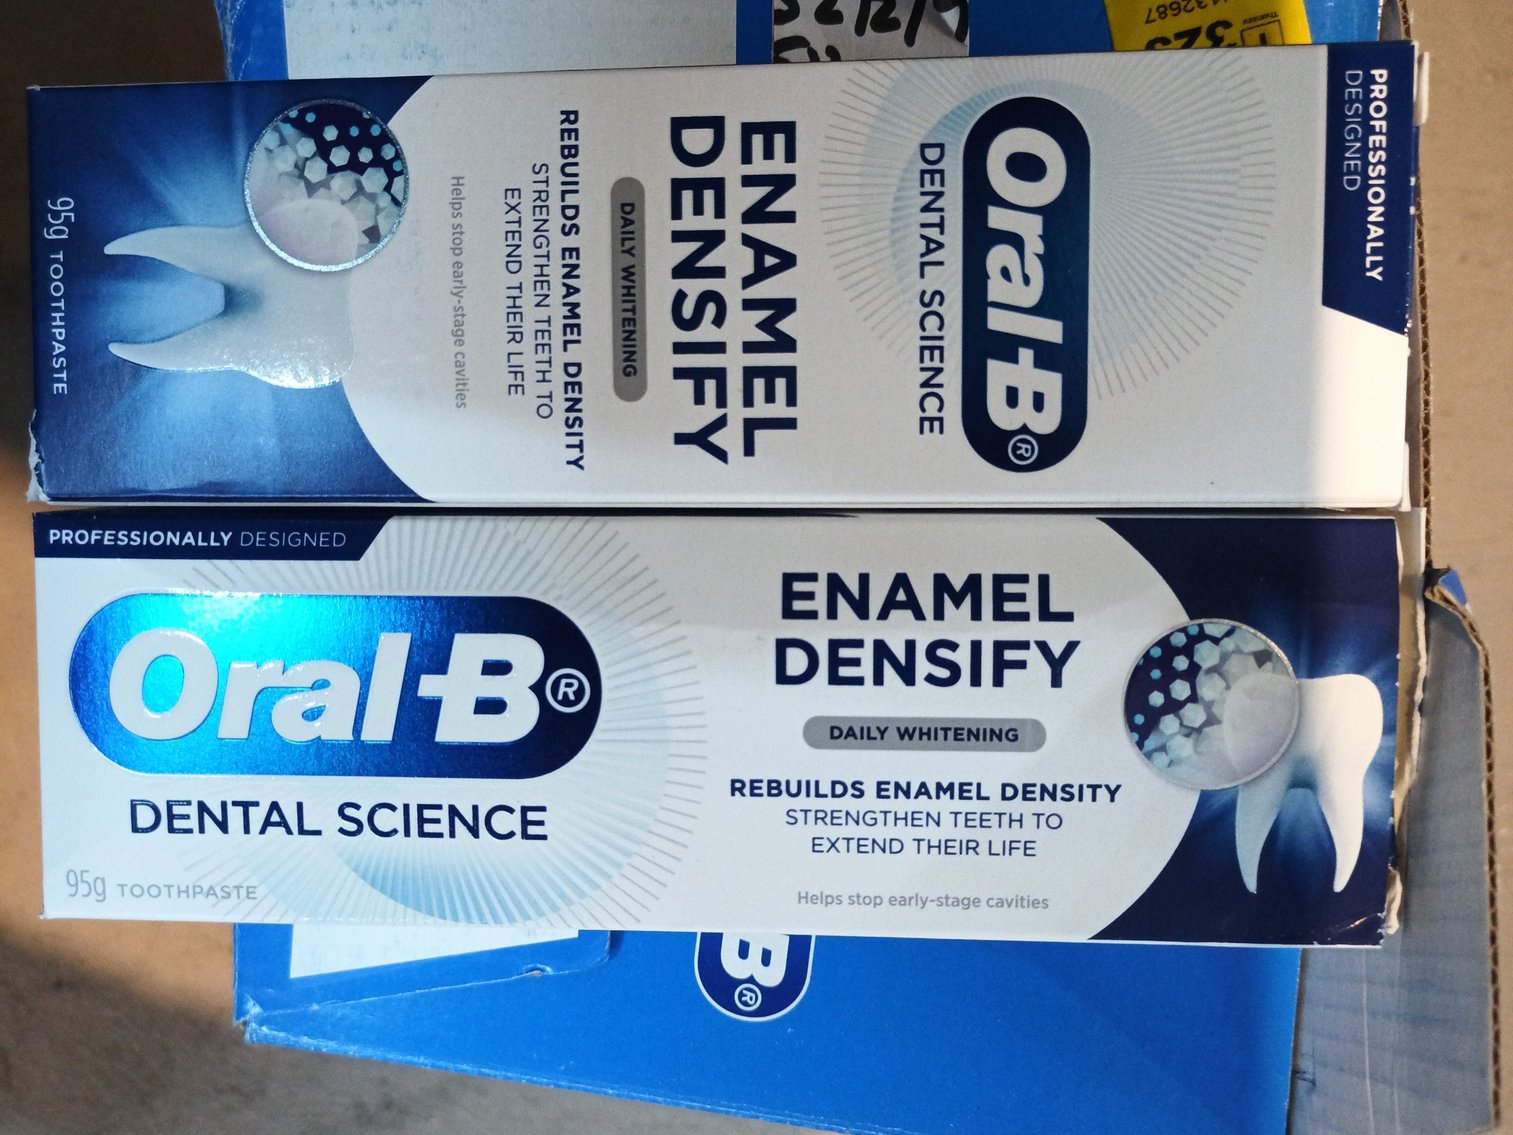 PROFESSIONALLY
DESIGNED
Oral-B®
DENTAL SCIENCE
ENAMEL
DENSIFY
DAILY WHITENING
REBUILDS ENAMEL DENSITY
STRENGTHEN TEETH TO
EXTEND THEIR LIFE
Helps stop early-stage cavities
95g TOOTHPASTE
PROFESSIONALLY DESIGNED
Oral-B®
DENTAL SCIENCE
95g TOOTHPASTE
ENAMEL
DENSIFY
DAILY WHITENING
REBUILDS ENAMEL DENSITY
STRENGTHEN TEETH TO
EXTEND THEIR LIFE
Helps stop early-stage cavities
B®